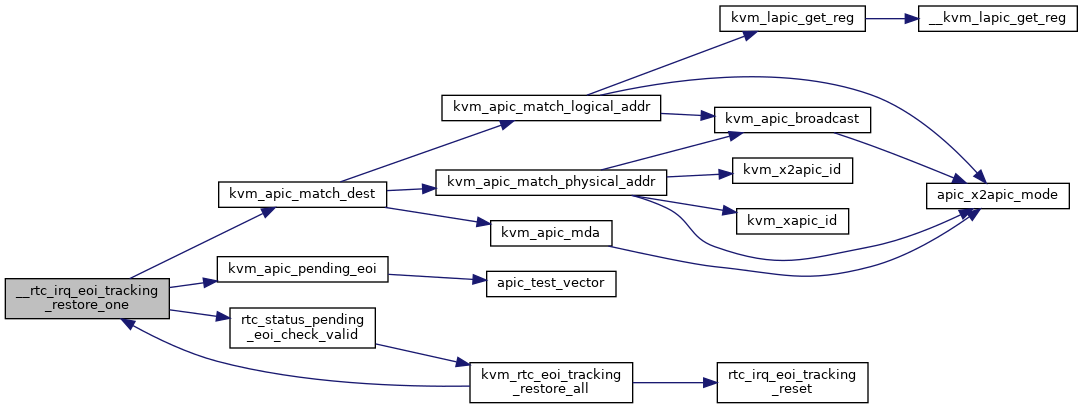 kvm_lapic_get_reg
__kvm_lapic_get_reg
kvm_apic_match_logical_addr
kvm_apic_broadcast
kvm_x2apic_id
kvm_apic_match_physical_addr
kvm_apic_match_dest
apic_x2apic_mode
kvm_xapic_id
kvm_apic_mda
kvm_apic_pending_eoi
apic_test_vector
__rtc_irq_eoi_tracking
_restore_one
rtc_status_pending
_eoi_check_valid
kvm_rtc_eoi_tracking
_restore_all
rtc_irq_eoi_tracking
_reset